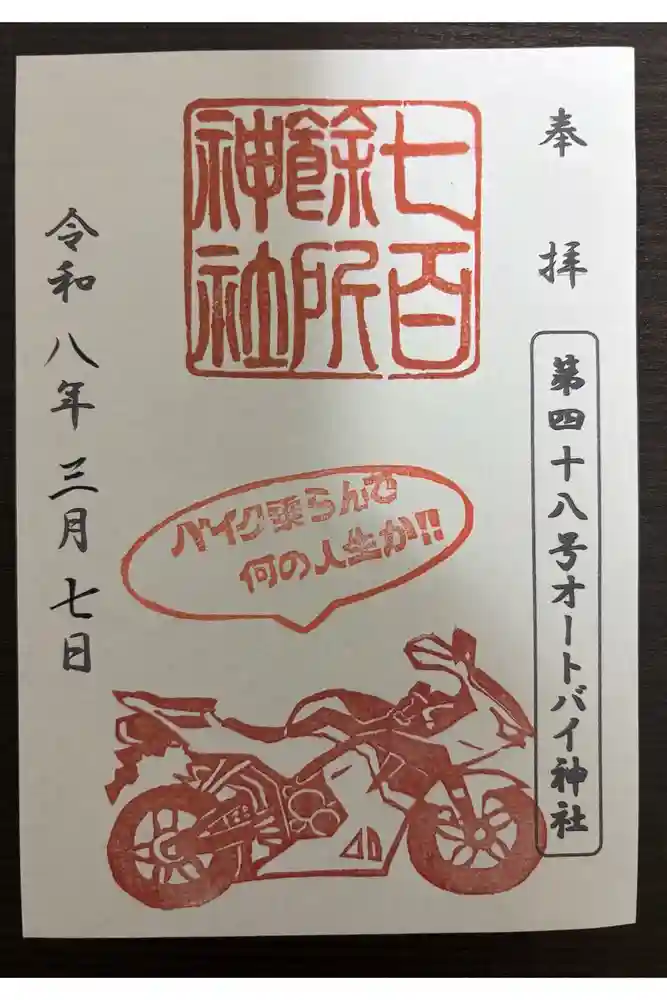 奉拝
第四十八号オートバイ神社
七百
餘所
神社
バイク乗らんで
何の人生か!!
令和八年三月七日